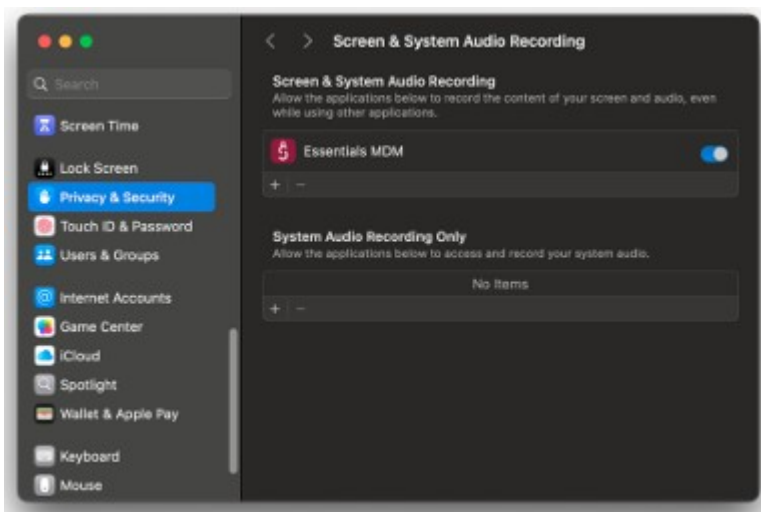 Screen & System Audio Recording
Search
Screen Time
Lock Screen
Privacy & Security
Touch ID & Password
Users & Groups
Internet Accounts
Game Center
iCloud
Spotlight
Wallet & Apple Pay
Keyboard
Mouse
Screen & System Audio Recording
Allow the applications below to record the content of your screen and audio, even
while using other applications.
Essentials MDM
+ −
System Audio Recording Only
Allow the applications below to access and record your system audio.
No Items
+ −